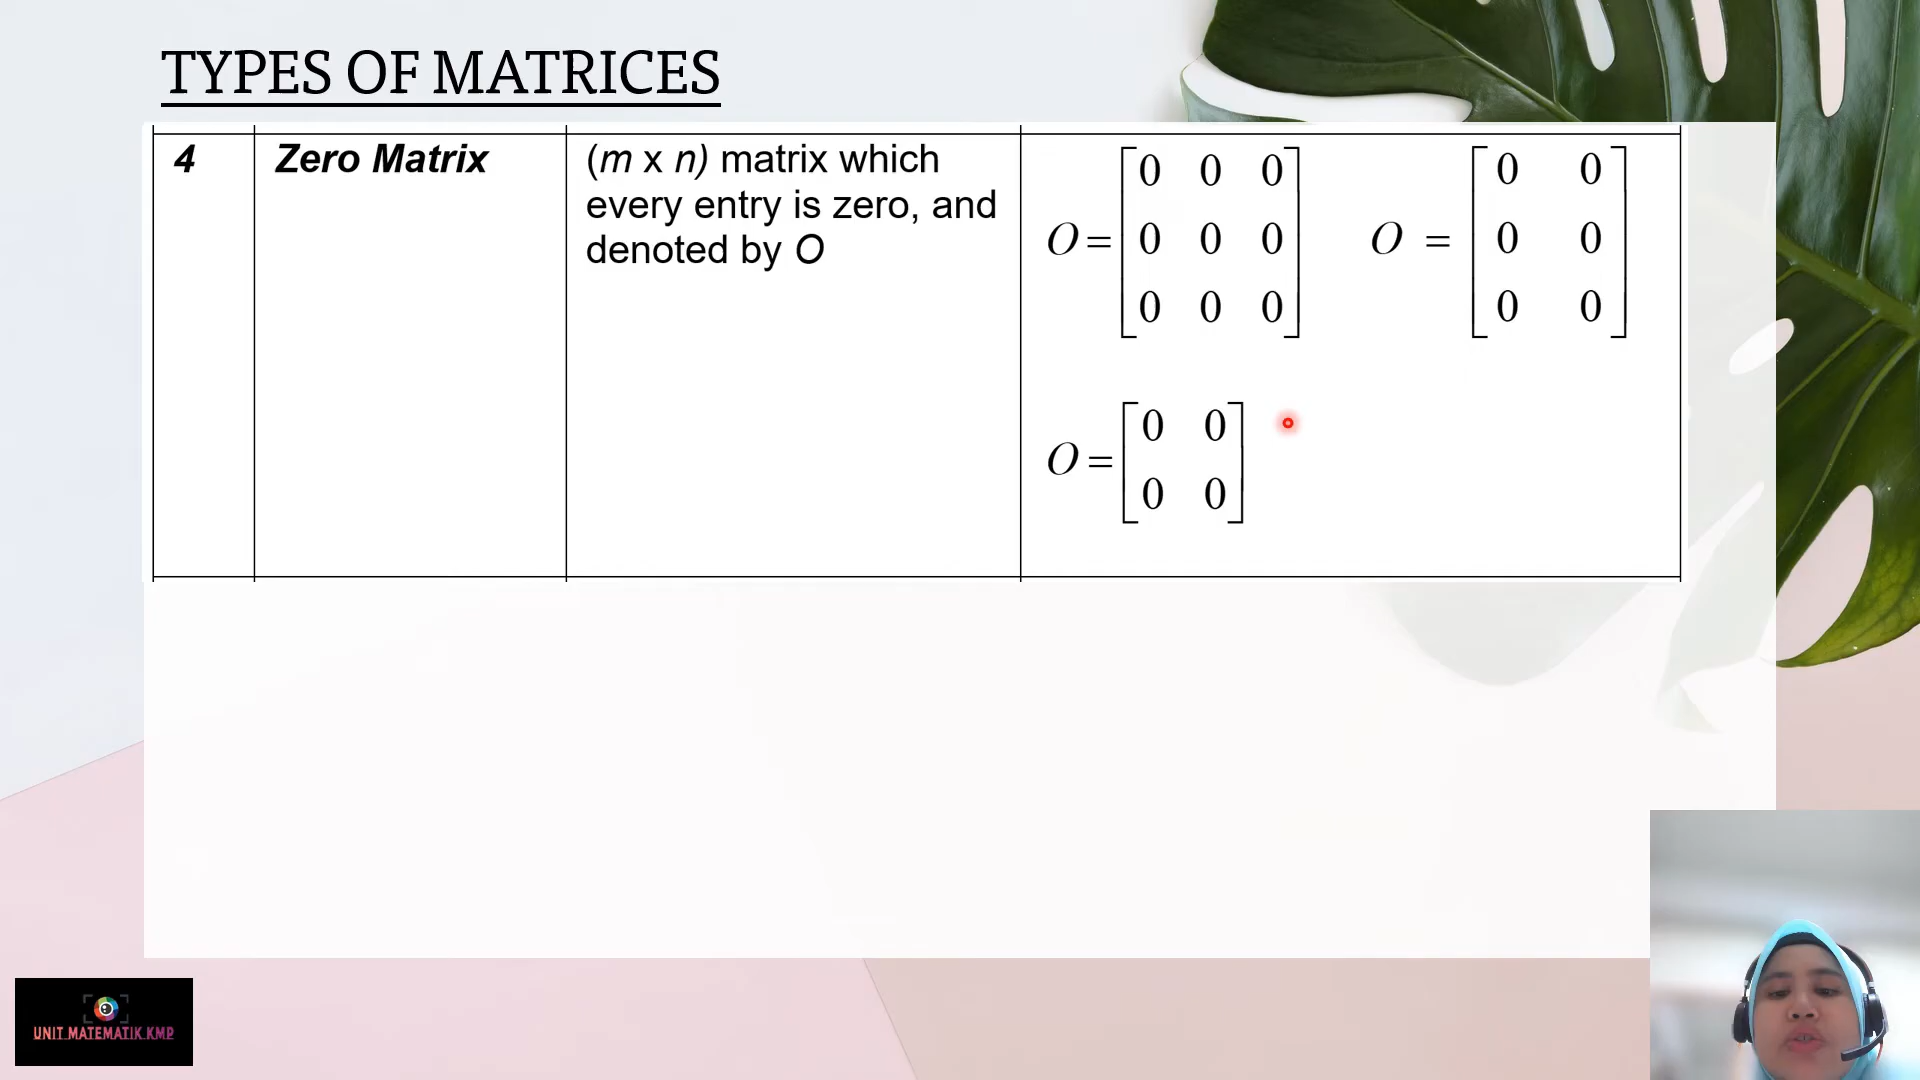 TYPES OF MATRICES
4 Zero Matrix (m x n) matrix which
every entry is zero, and
denoted by O
O = [0 0 0
0 0 0
0 0 0]
O = [0 0
0 0
0 0]
O = [0 0
0 0]
UNIT MATEMATIK KMP